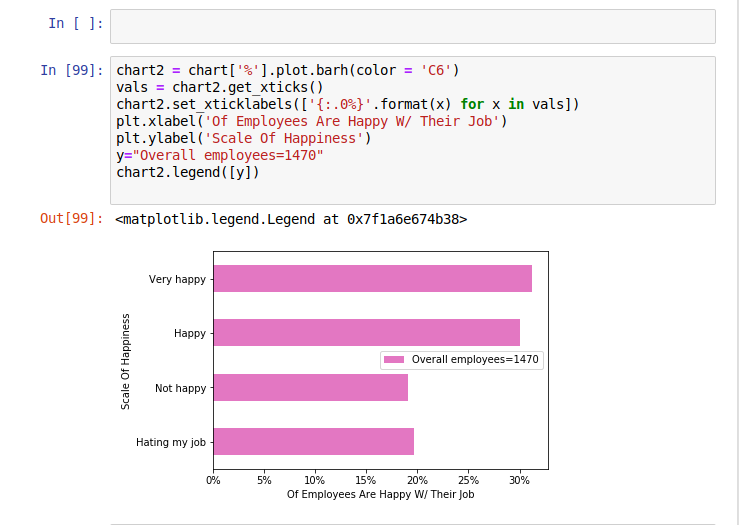 In [ ]:
In [99]:
chart2 = chart['%'].plot.barh(color = 'C6')
vals = chart2.get_xticks()
chart2.set_xticklabels(['{:.0%}'.format(x) for x in vals])
plt.xlabel('Of Employees Are Happy W/ Their Job')
plt.ylabel('Scale Of Happiness')
y="Overall employees=1470"
chart2.legend([y])
Out[99]:
<matplotlib.legend.Legend at 0x7f1a6e674b38>
Scale Of Happiness
Very happy
Happy
Overall employees=1470
Not happy
Hating my job
0% 5% 10% 15% 20% 25% 30%
Of Employees Are Happy W/ Their Job